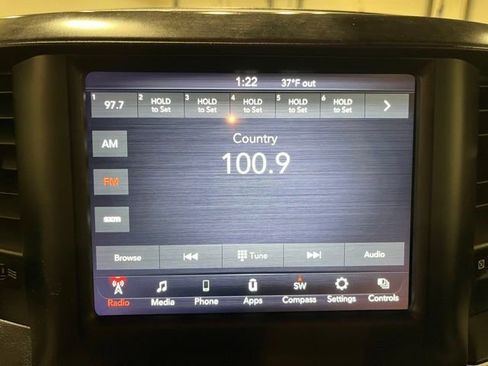 1:22 37°F out
1 97.7 2 HOLD to Set 3 HOLD to Set 4 HOLD to Set 5 HOLD to Set 6 HOLD to Set
AM
Country
100.9
FM
sxm
Browse Tune Audio
SW
Radio Media Phone Apps Compass Settings Controls